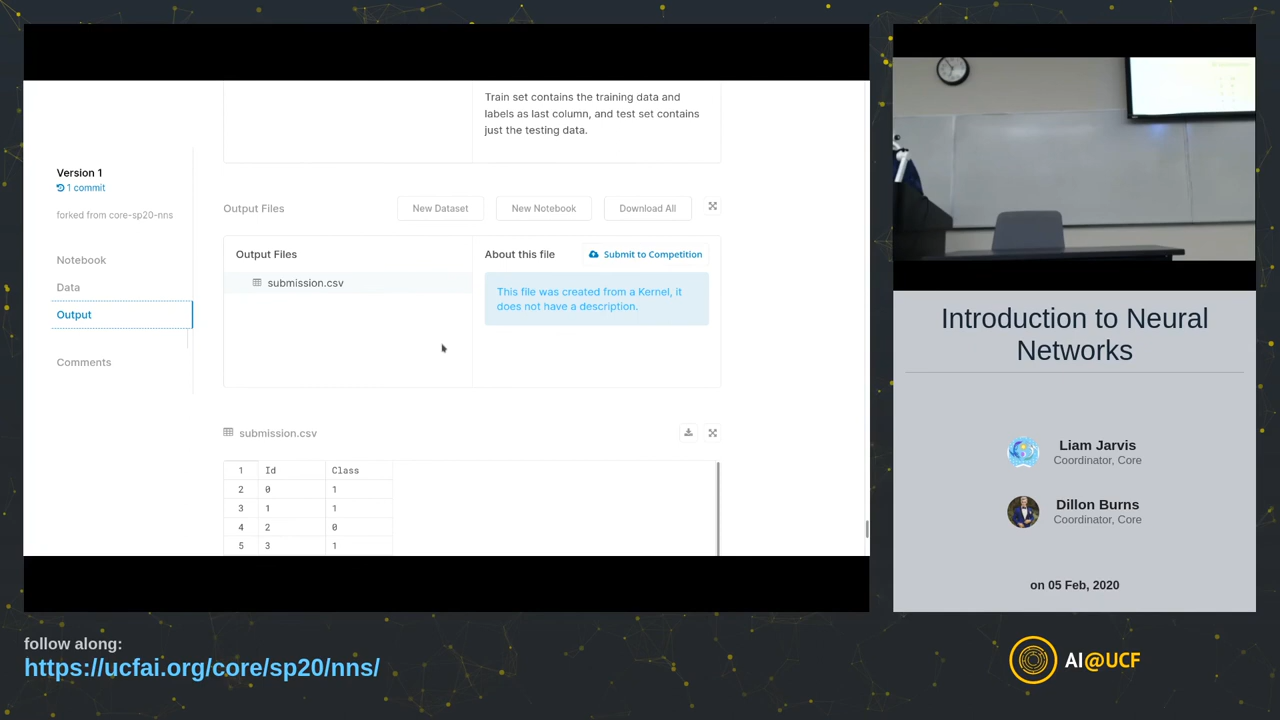 Train set contains the training data and
labels as last column, and test set contains
just the testing data.
Version 1
1 commit
forked from core-sp20-nns
Notebook
Data
Output
Comments
Output Files
New Dataset
New Notebook
Download All
Output Files
submission.csv
About this file
Submit to Competition
This file was created from a Kernel, it
does not have a description.
submission.csv
1 Id Class
2 0 1
3 1 1
4 2 0
5 3 1
Introduction to Neural
Networks
Liam Jarvis
Coordinator, Core
Dillon Burns
Coordinator, Core
on 05 Feb, 2020
follow along:
https://ucfai.org/core/sp20/nns/
AI@UCF